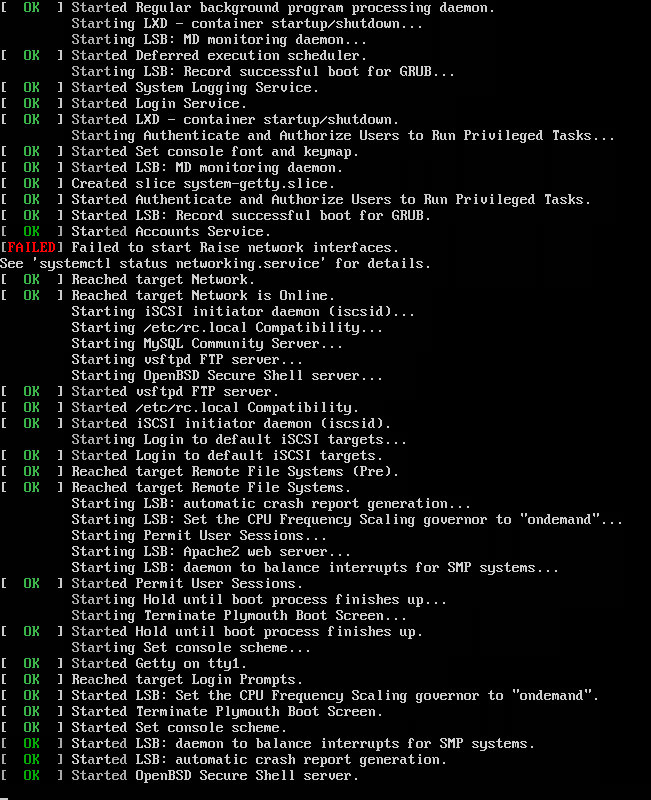 [  OK  ] Started Regular background program processing daemon.
         Starting LXD - container startup/shutdown...
         Starting LSB: MD monitoring daemon...
[  OK  ] Started Deferred execution scheduler.
         Starting LSB: Record successful boot for GRUB...
[  OK  ] Started System Logging Service.
[  OK  ] Started Login Service.
[  OK  ] Started LXD - container startup/shutdown.
         Starting Authenticate and Authorize Users to Run Privileged Tasks...
[  OK  ] Started Set console font and keymap.
[  OK  ] Started LSB: MD monitoring daemon.
[  OK  ] Created slice system-getty.slice.
[  OK  ] Started Authenticate and Authorize Users to Run Privileged Tasks.
[  OK  ] Started LSB: Record successful boot for GRUB.
[  OK  ] Started Accounts Service.
[FAILED] Failed to start Raise network interfaces.
See 'systemctl status networking.service' for details.
[  OK  ] Reached target Network.
[  OK  ] Reached target Network is Online.
         Starting iSCSI initiator daemon (iscsid)...
         Starting /etc/rc.local Compatibility...
         Starting MySQL Community Server...
         Starting vsftpd FTP server...
         Starting OpenBSD Secure Shell server...
[  OK  ] Started vsftpd FTP server.
[  OK  ] Started /etc/rc.local Compatibility.
[  OK  ] Started iSCSI initiator daemon (iscsid).
         Starting Login to default iSCSI targets...
[  OK  ] Started Login to default iSCSI targets.
[  OK  ] Reached target Remote File Systems (Pre).
[  OK  ] Reached target Remote File Systems.
         Starting LSB: automatic crash report generation...
         Starting LSB: Set the CPU Frequency Scaling governor to "ondemand"...
         Starting Permit User Sessions...
         Starting LSB: Apache2 web server...
         Starting LSB: daemon to balance interrupts for SMP systems...
[  OK  ] Started Permit User Sessions.
         Starting Hold until boot process finishes up...
         Starting Terminate Plymouth Boot Screen...
[  OK  ] Started Hold until boot process finishes up.
         Starting Set console scheme...
[  OK  ] Started Getty on tty1.
[  OK  ] Reached target Login Prompts.
[  OK  ] Started LSB: Set the CPU Frequency Scaling governor to "ondemand".
[  OK  ] Started Terminate Plymouth Boot Screen.
[  OK  ] Started Set console scheme.
[  OK  ] Started LSB: daemon to balance interrupts for SMP systems.
[  OK  ] Started LSB: automatic crash report generation.
[  OK  ] Started OpenBSD Secure Shell server.